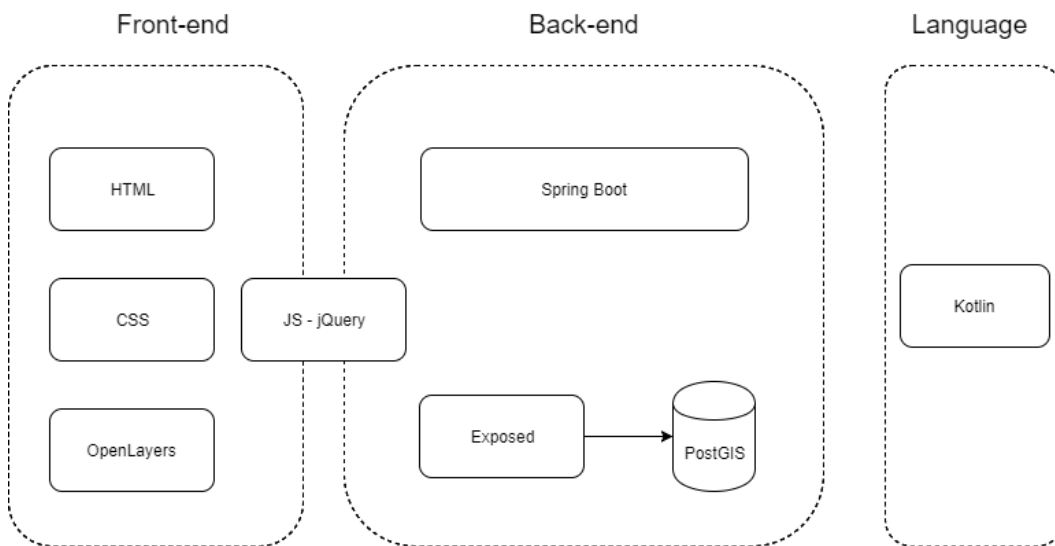 Front-end
Back-end
Language
HTML
Spring Boot
CSS
JS - jQuery
Kotlin
OpenLayers
Exposed
PostGIS